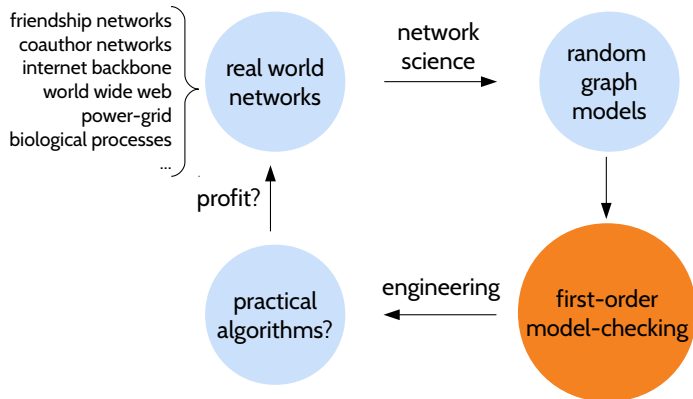 friendship networks
coauthor networks
internet backbone
world wide web
power-grid
biological processes
...
real world
networks
network
science
random
graph
models
profit?
practical
algorithms?
engineering
first-order
model-checking